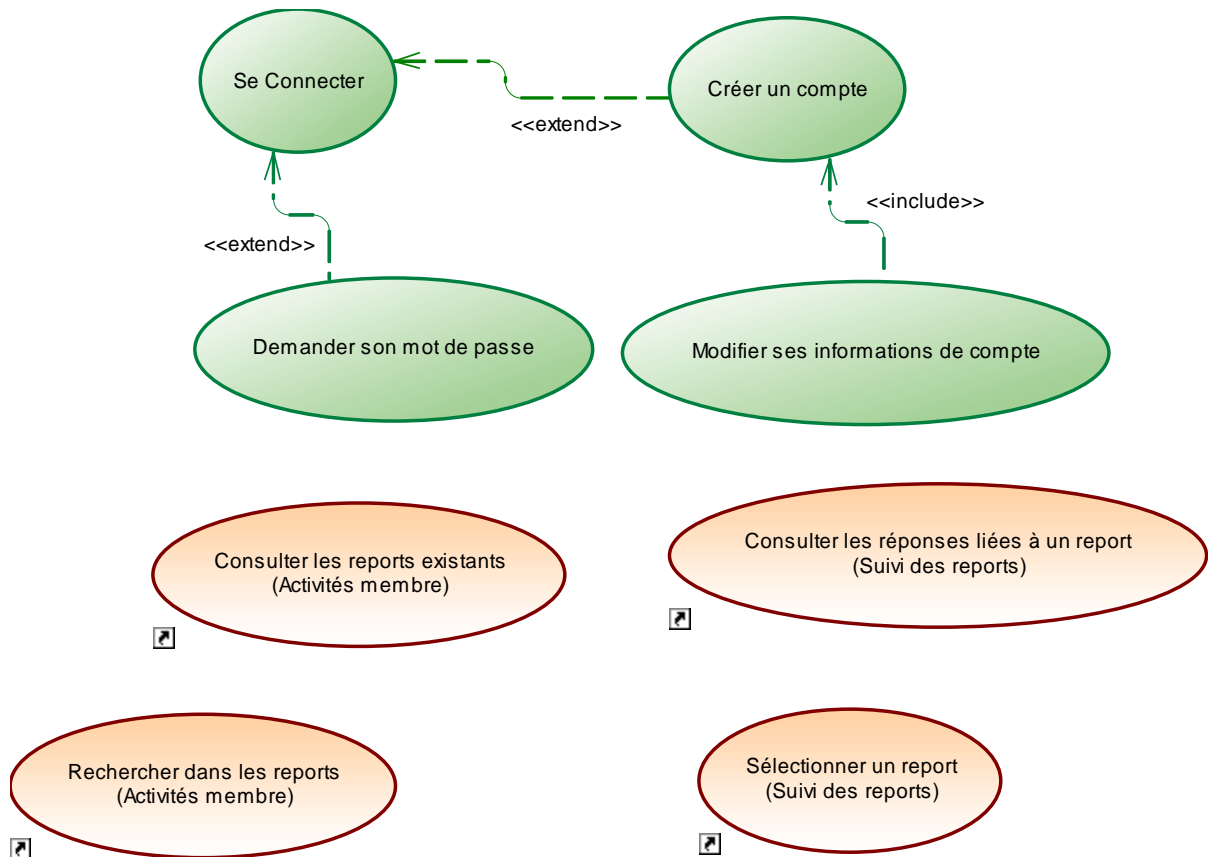 Se Connecter
Créer un compte
<<extend>>
<<include>>
<<extend>>
Demander son mot de passe
Modifier ses informations de compte
Consulter les reports existants
(Activités membre)
Consulter les réponses liées à un report
(Suivi des reports)
Rechercher dans les reports
(Activités membre)
Sélectionner un report
(Suivi des reports)